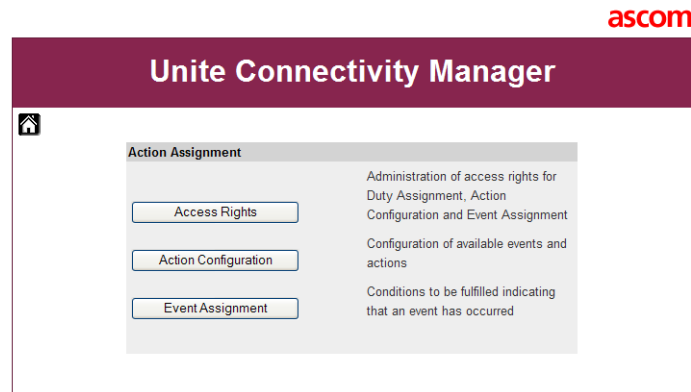 ascom
Unite Connectivity Manager
Action Assignment
Access Rights
Administration of access rights for
Duty Assignment, Action
Configuration and Event Assignment
Action Configuration
Configuration of available events and
actions
Event Assignment
Conditions to be fulfilled indicating
that an event has occurred